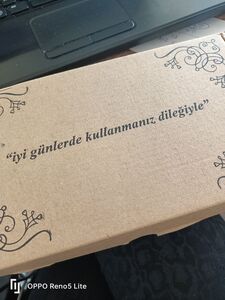 “iyi günlerde kullanmanız dileğiyle”
OPPO Reno5 Lite